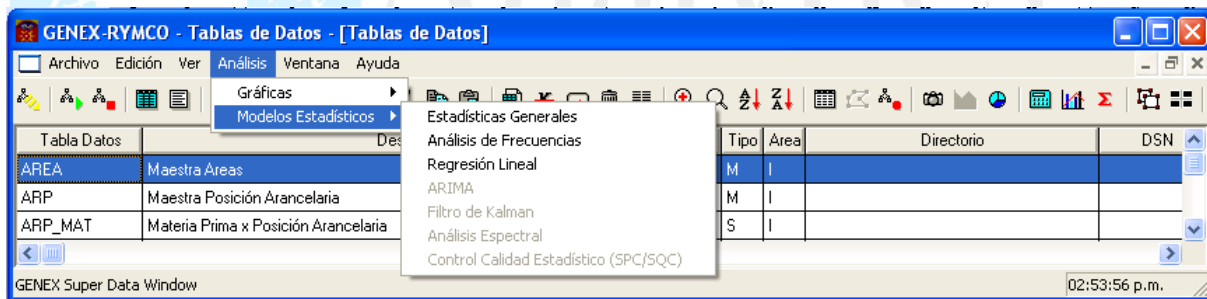 GENEX-RYMCO - Tablas de Datos - [Tablas de Datos]
Archivo Edición Ver Análisis Ventana Ayuda
Gráficas
Modelos Estadísticos
Estadísticas Generales
Análisis de Frecuencias
Regresión Lineal
ARIMA
Filtro de Kalman
Análisis Espectral
Control Calidad Estadístico (SPC/SQC)
Tabla Datos Des Tipo Area Directorio DSN
AREA Maestra Areas M I
ARP Maestra Posición Arancelaria M I
ARP_MAT Materia Prima x Posición Arancelaria S I
GENEX Super Data Window 02:53:56 p.m.